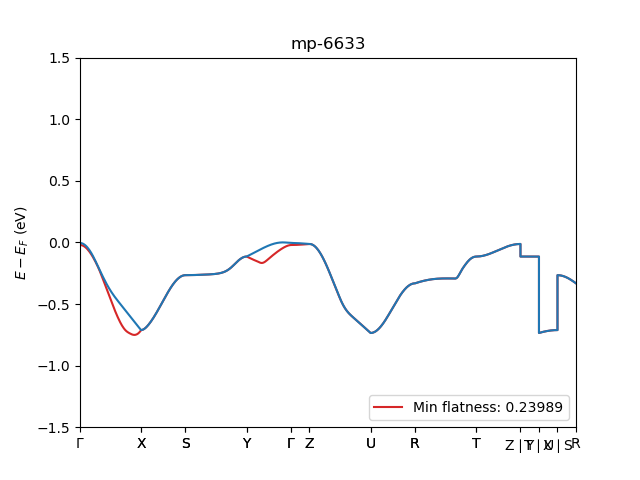 mp-6633
1.5
1.0
0.5
0.0
−0.5
−1.0
−1.5
E − E_F (eV)
Min flatness: 0.23989
Γ X S Y Γ Z U R T Z|T Y|X U|S R